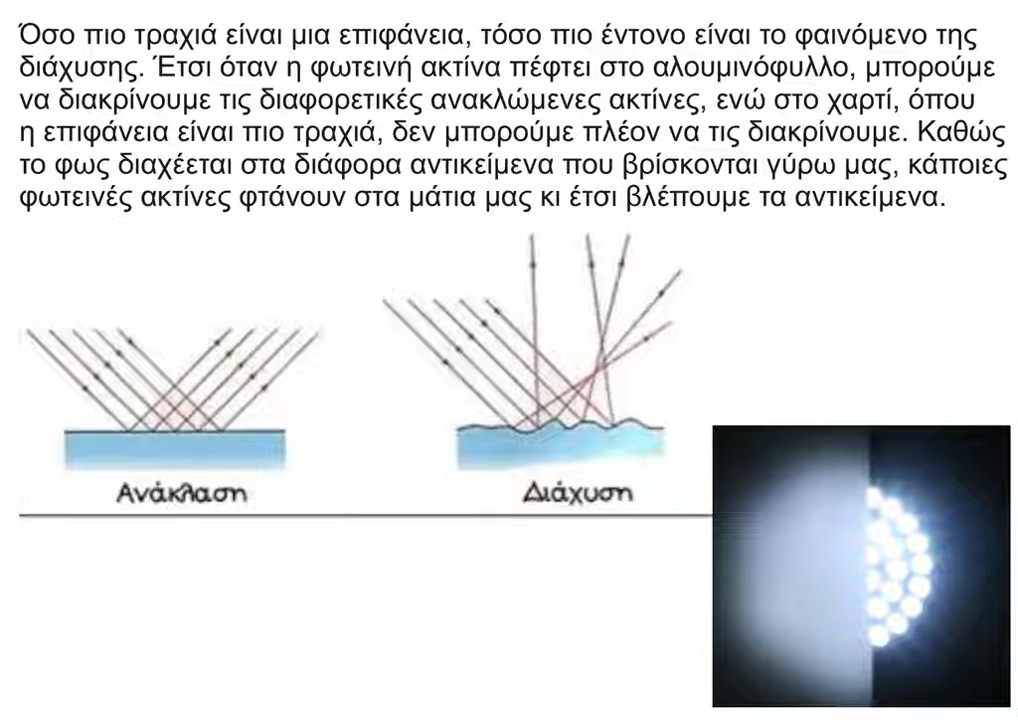 Όσο πιο τραχιά είναι μια επιφάνεια, τόσο πιο έντονο είναι το φαινόμενο της
διάχυσης. Έτσι όταν η φωτεινή ακτίνα πέφτει στο αλουμινόφυλλο, μπορούμε
να διακρίνουμε τις διαφορετικές ανακλώμενες ακτίνες, ενώ στο χαρτί, όπου
η επιφάνεια είναι πιο τραχιά, δεν μπορούμε πλέον να τις διακρίνουμε. Καθώς
το φως διαχέεται στα διάφορα αντικείμενα που βρίσκονται γύρω μας, κάποιες
φωτεινές ακτίνες φτάνουν στα μάτια μας κι έτσι βλέπουμε τα αντικείμενα.
Ανάκλαση
Διάχυση